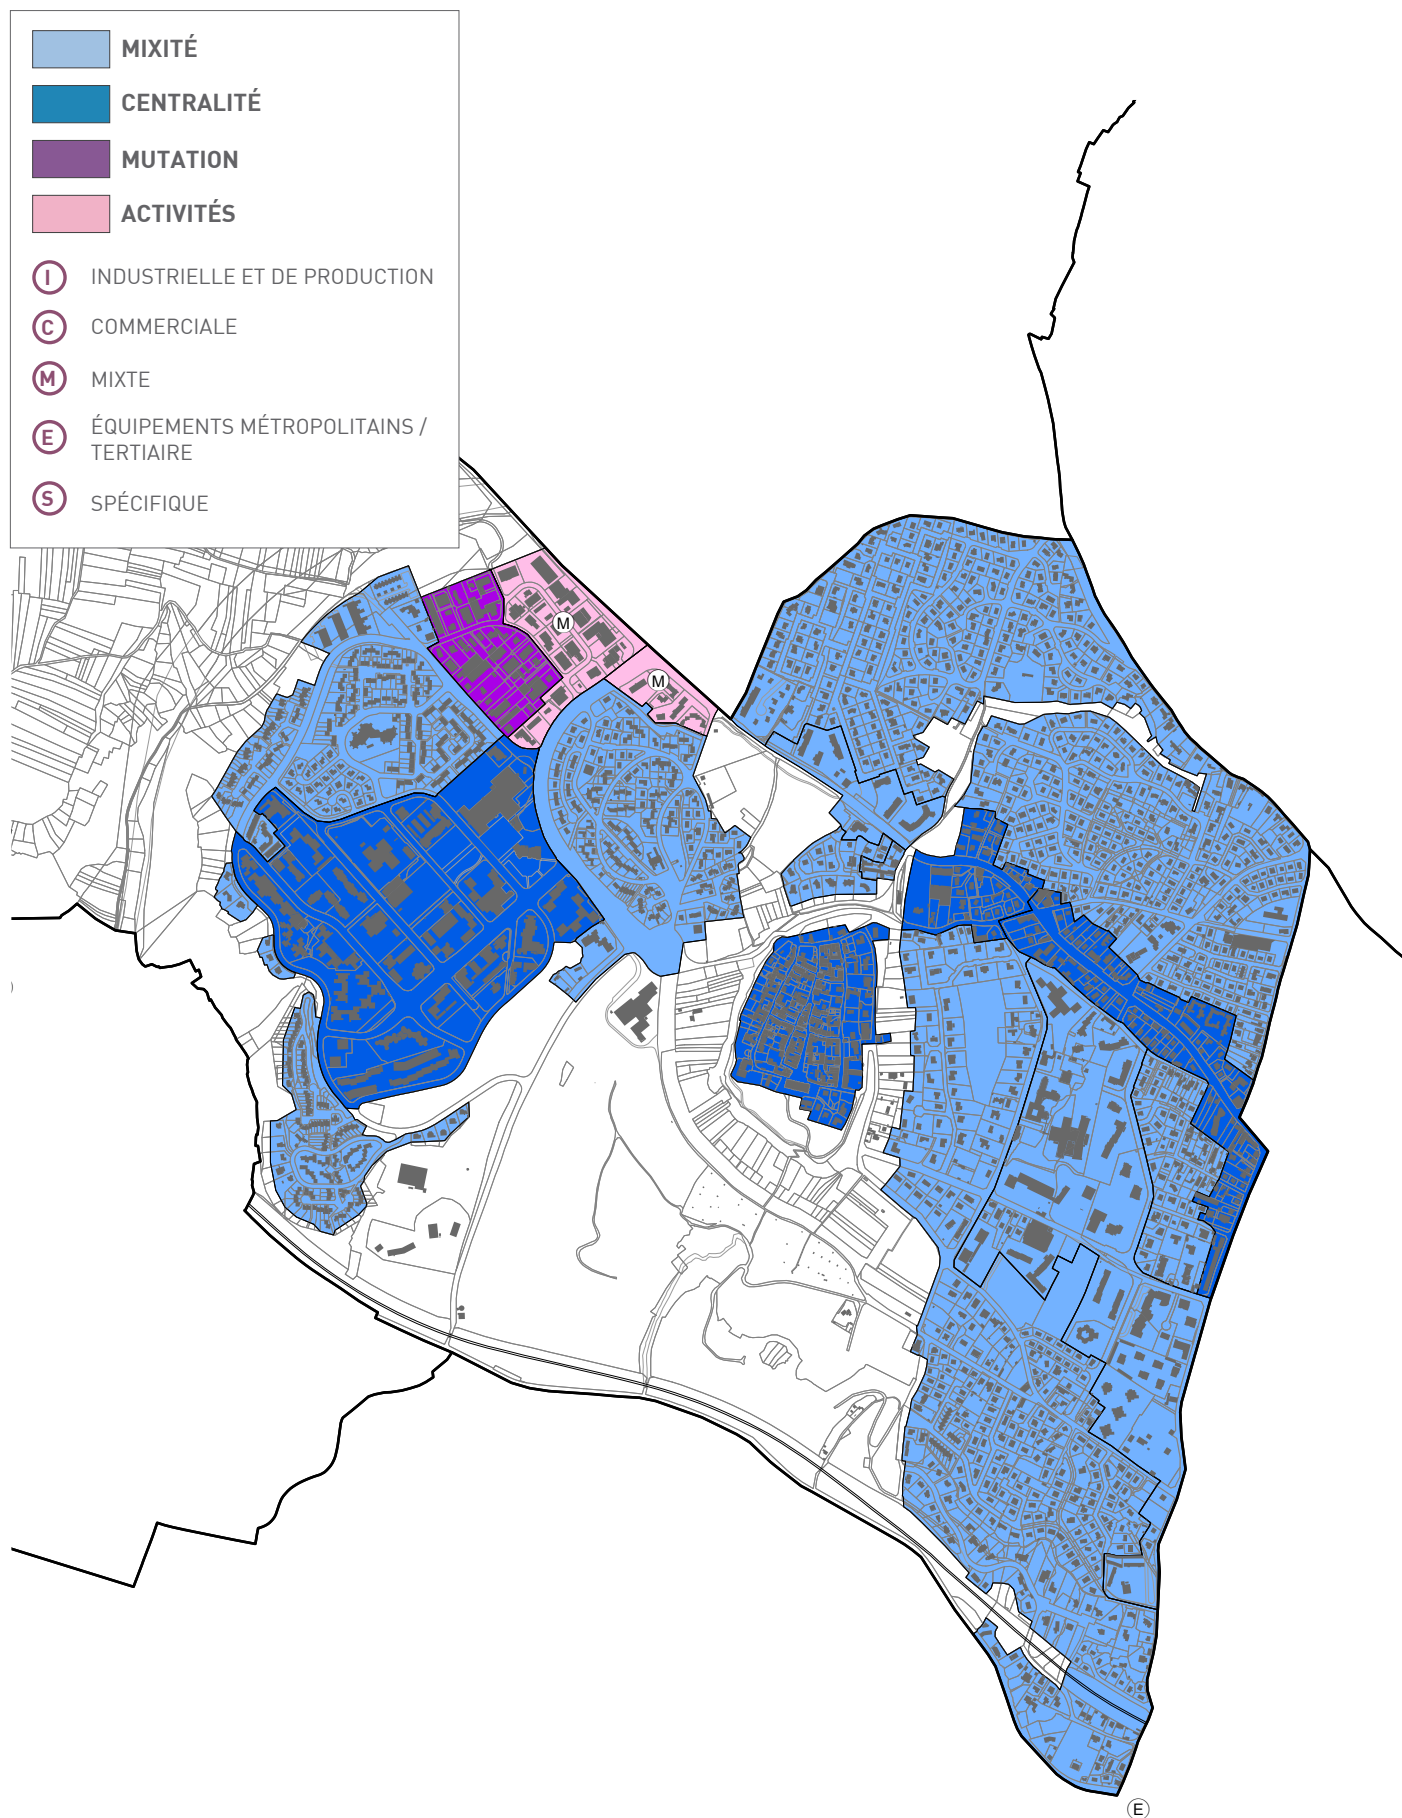 MIXITÉ
CENTRALITÉ
MUTATION
ACTIVITÉS
I INDUSTRIELLE ET DE PRODUCTION
C COMMERCIALE
M MIXTE
E ÉQUIPEMENTS MÉTROPOLITAINS /
TERTIAIRE
S SPÉCIFIQUE
M
M
E